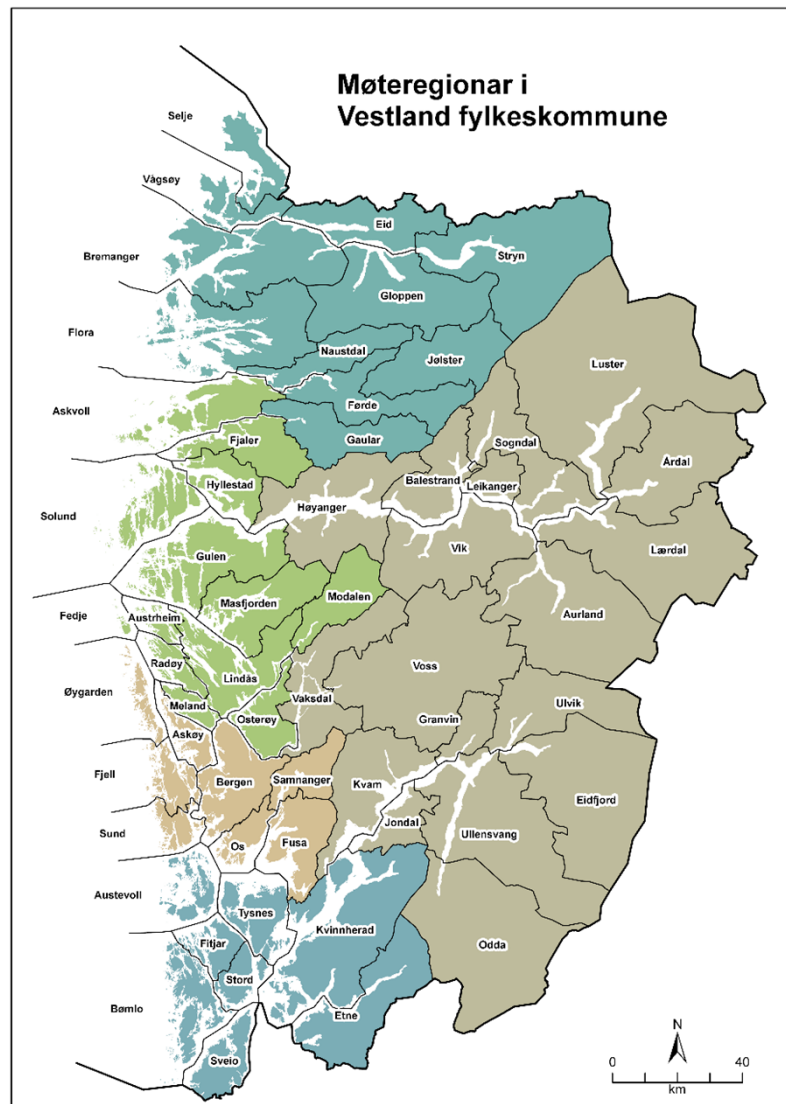 Møteregionar i
Vestland fylkeskommune
Selje
Vågsøy
Eid
Bremanger
Stryn
Gloppen
Flora
Naustdal
Jølster
Luster
Førde
Askvoll
Fjaler
Gaular
Sogndal
Årdal
Balestrand
Hyllestad
Leikanger
Høyanger
Solund
Vik
Lærdal
Gulen
Modalen
Masfjorden
Aurland
Fedje
Austrheim
Radøy
Voss
Lindås
Øygarden
Vaksdal
Ulvik
Meland
Osterøy
Granvin
Askøy
Fjell
Bergen
Samnanger
Kvam
Eidfjord
Jondal
Sund
Ullensvang
Os
Fusa
Austevoll
Tysnes
Kvinnherad
Fitjar
Odda
Stord
Bømlo
Etne
Sveio
N
0 40
km